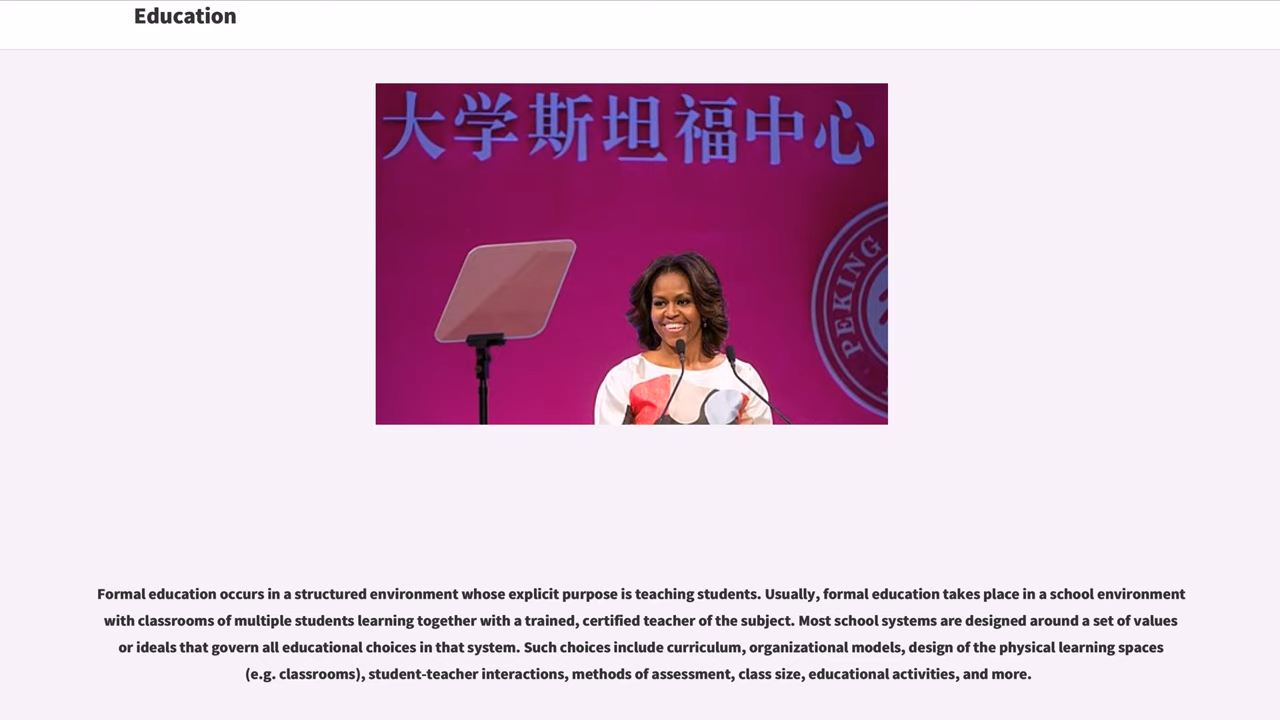 Education
大学斯坦福中心
PEKING
Formal education occurs in a structured environment whose explicit purpose is teaching students. Usually, formal education takes place in a school environment
with classrooms of multiple students learning together with a trained, certified teacher of the subject. Most school systems are designed around a set of values
or ideals that govern all educational choices in that system. Such choices include curriculum, organizational models, design of the physical learning spaces
(e.g. classrooms), student-teacher interactions, methods of assessment, class size, educational activities, and more.